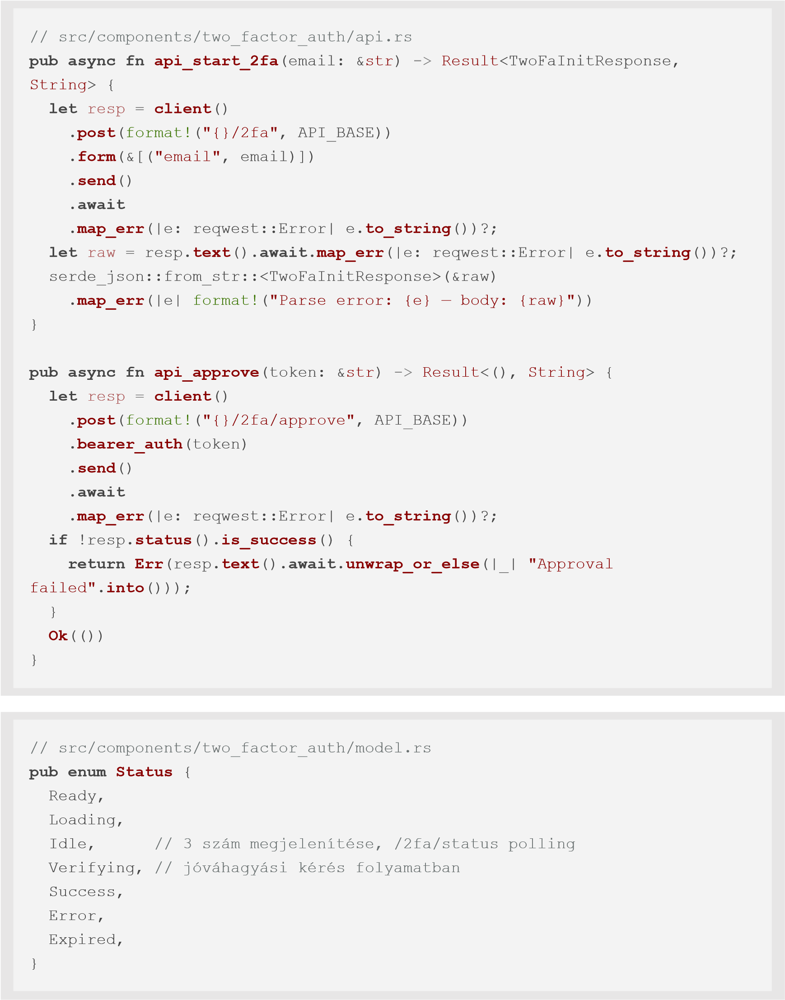 // src/components/two_factor_auth/api.rs
pub async fn api_start_2fa(email: &str) -> Result<TwoFaInitResponse,
String> {
  let resp = client()
    .post(format!("{}/2fa", API_BASE))
    .form(&[("email", email)])
    .send()
    .await
    .map_err(|e: reqwest::Error| e.to_string())?;
  let raw = resp.text().await.map_err(|e: reqwest::Error| e.to_string())?;
  serde_json::from_str::<TwoFaInitResponse>(&raw)
    .map_err(|e| format!("Parse error: {e} — body: {raw}"))
}

pub async fn api_approve(token: &str) -> Result<(), String> {
  let resp = client()
    .post(format!("{}/2fa/approve", API_BASE))
    .bearer_auth(token)
    .send()
    .await
    .map_err(|e: reqwest::Error| e.to_string())?;
  if !resp.status().is_success() {
    return Err(resp.text().await.unwrap_or_else(|_| "Approval
failed".into()));
  }
  Ok(())
}

// src/components/two_factor_auth/model.rs
pub enum Status {
  Ready,
  Loading,
  Idle,      // 3 szám megjelenítése, /2fa/status polling
  Verifying, // jóváhagyási kérés folyamatban
  Success,
  Error,
  Expired,
}